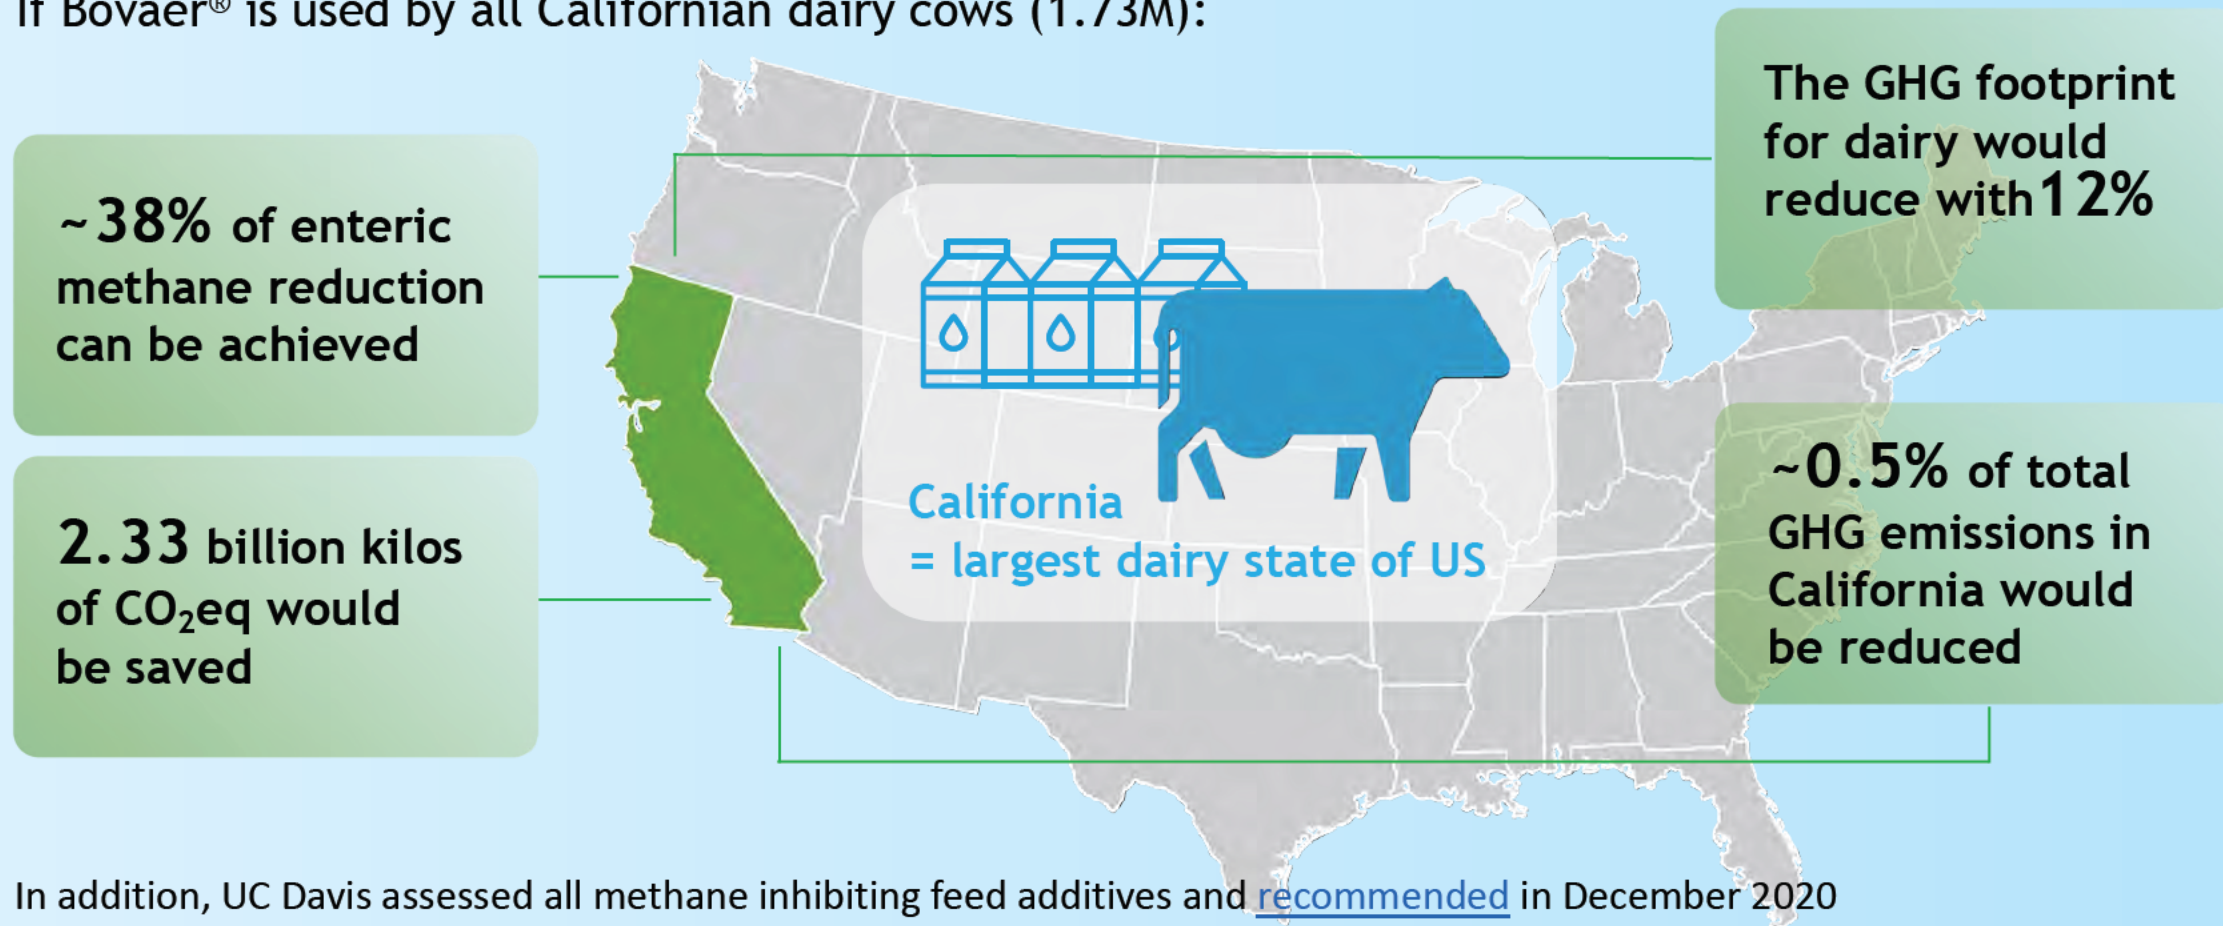 If Bovaer® is used by all Californian dairy cows (1.73M):
~38% of enteric
methane reduction
can be achieved
2.33 billion kilos
of CO₂eq would
be saved
California
= largest dairy state of US
The GHG footprint
for dairy would
reduce with 12%
~0.5% of total
GHG emissions in
California would
be reduced
In addition, UC Davis assessed all methane inhibiting feed additives and recommended in December 2020